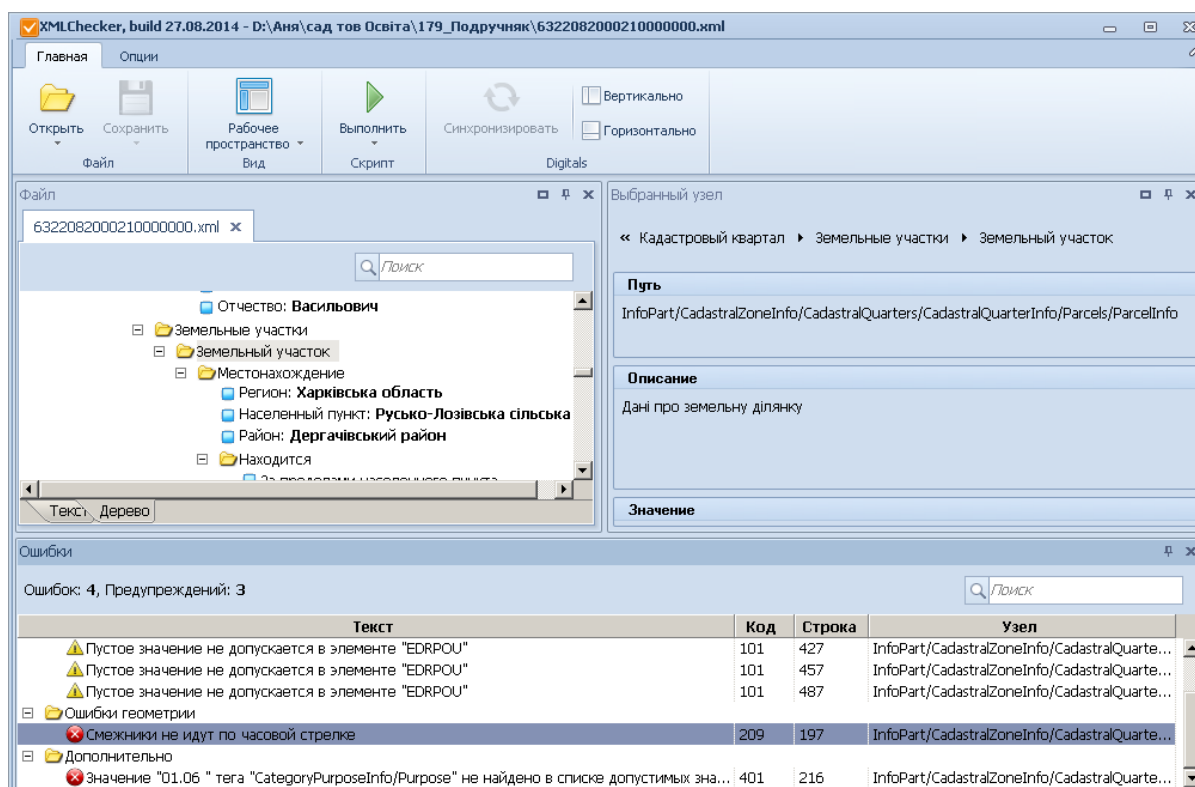 XMLChecker, build 27.08.2014 - D:\Аня\сад тов Освіта\179_Подручняк\6322082000210000000.xml
Главная Опции
Открыть Сохранить Рабочее пространство Выполнить Синхронизировать Вертикально
Горизонтально
Файл Вид Скрипт Digitals
Файл Выбранный узел
6322082000210000000.xml
« Кадастровый квартал Земельные участки Земельный участок
Поиск
Путь
Отчество: Васильович
InfoPart/CadastralZoneInfo/CadastralQuarters/CadastralQuarterInfo/Parcels/ParcelInfo
Земельные участки
Земельный участок
Местонахождение
Описание
Регион: Харківська область
Дані про земельну ділянку
Населенный пункт: Русько-Лозівська сільська
Район: Дергачівський район
Находится
За пределами населенного пункта
Текст Дерево
Значение
Ошибки
Ошибок: 4, Предупреждений: 3 Поиск
Текст Код Строка Узел
Пустое значение не допускается в элементе "EDRPOU" 101 427 InfoPart/CadastralZoneInfo/CadastralQuarte...
Пустое значение не допускается в элементе "EDRPOU" 101 457 InfoPart/CadastralZoneInfo/CadastralQuarte...
Пустое значение не допускается в элементе "EDRPOU" 101 487 InfoPart/CadastralZoneInfo/CadastralQuarte...
Ошибки геометрии
Смежники не идут по часовой стрелке 209 197 InfoPart/CadastralZoneInfo/CadastralQuarte...
Дополнительно
Значение "01.06 " тега "CategoryPurposeInfo/Purpose" не найдено в списке допустимых зна... 401 216 InfoPart/CadastralZoneInfo/CadastralQuarte...